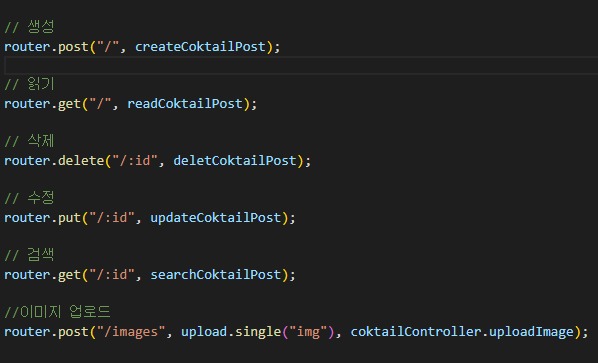 // 생성
router.post("/", createCoktailPost);
// 읽기
router.get("/", readCoktailPost);
// 삭제
router.delete("/:id", deletCoktailPost);
// 수정
router.put("/:id", updateCoktailPost);
// 검색
router.get("/:id", searchCoktailPost);
//이미지 업로드
router.post("/images", upload.single("img"), coktailController.uploadImage);